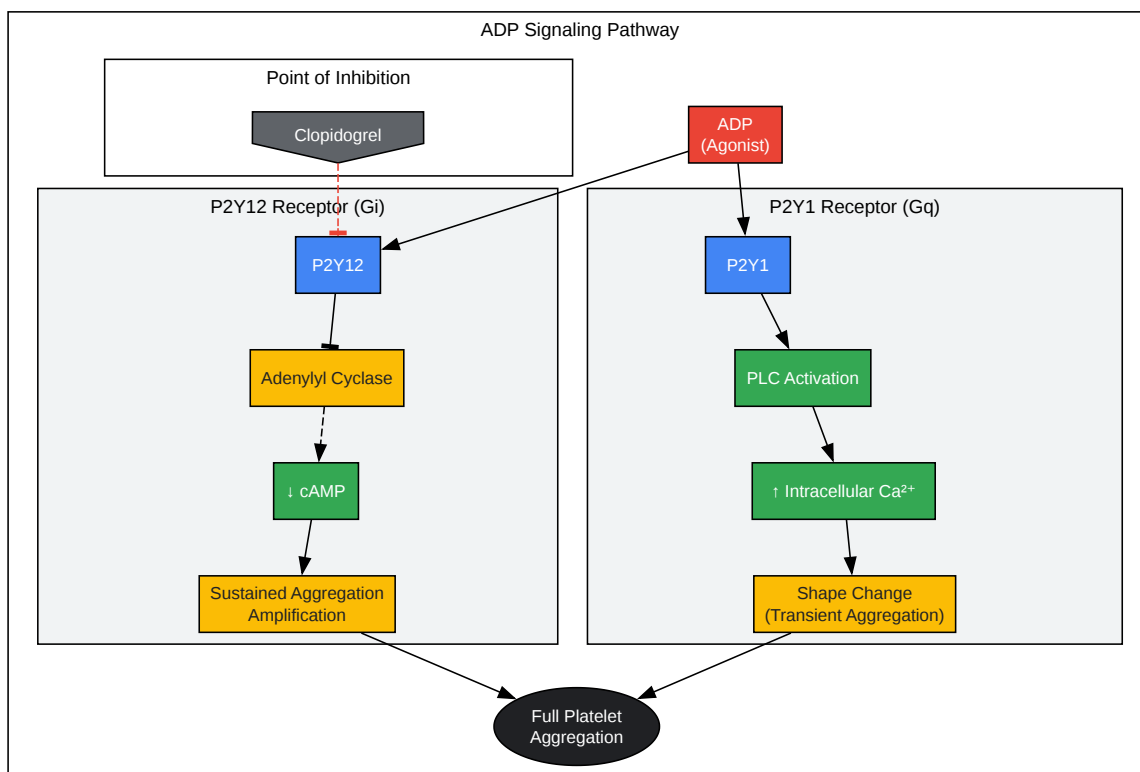 ADP Signaling Pathway
Point of Inhibition
Clopidogrel
ADP
(Agonist)
P2Y12 Receptor (Gi)
P2Y12
Adenylyl Cyclase
↓ cAMP
Sustained Aggregation
Amplification
P2Y1 Receptor (Gq)
P2Y1
PLC Activation
↑ Intracellular Ca²⁺
Shape Change
(Transient Aggregation)
Full Platelet
Aggregation